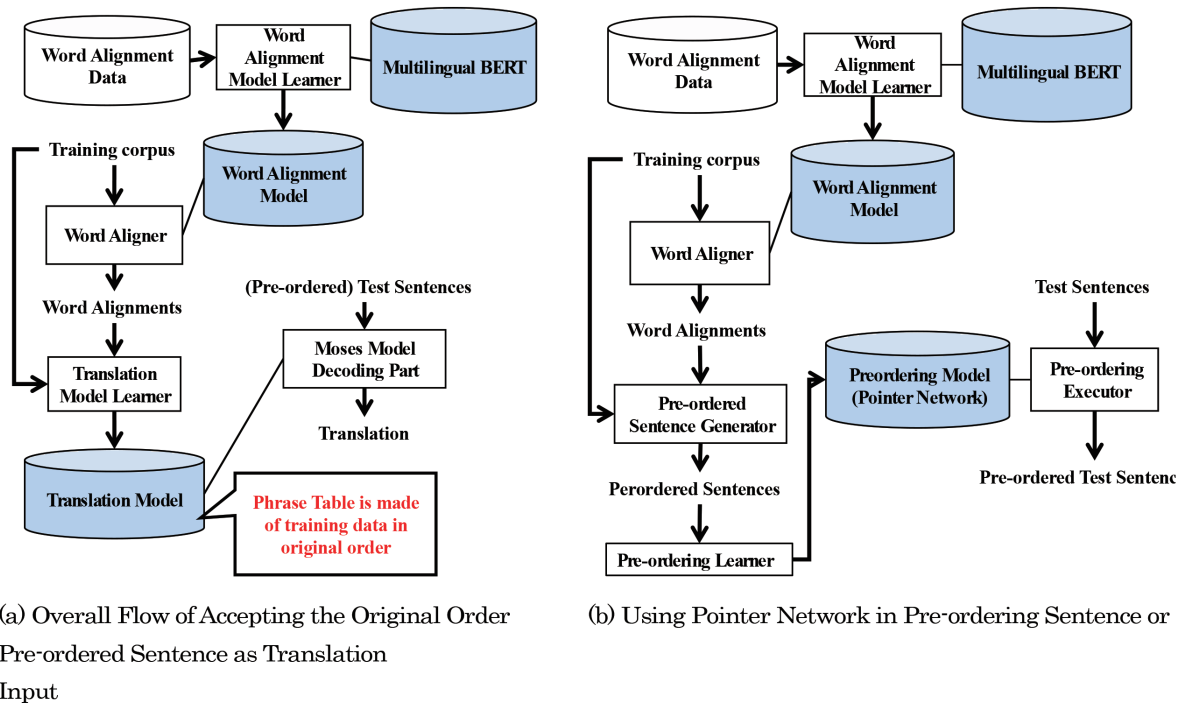 Word Alignment
Data
Word
Alignment
Model Learner
Multilingual BERT
Training corpus
Word Alignment
Model
Word Aligner
Word Alignments
(Pre-ordered) Test Sentences
Translation
Model Learner
Moses Model
Decoding Part
Translation
Translation Model
Phrase Table is made
of training data in
original order
(a) Overall Flow of Accepting the Original Order
Pre-ordered Sentence as Translation
Input
Word Alignment
Data
Word
Alignment
Model Learner
Multilingual BERT
Training corpus
Word Alignment
Model
Word Aligner
Word Alignments
Test Sentences
Pre-ordered
Sentence Generator
Preordering Model
(Pointer Network)
Pre-ordering
Executor
Perordered Sentences
Pre-ordered Test Sentenc
Pre-ordering Learner
(b) Using Pointer Network in Pre-ordering Sentence or